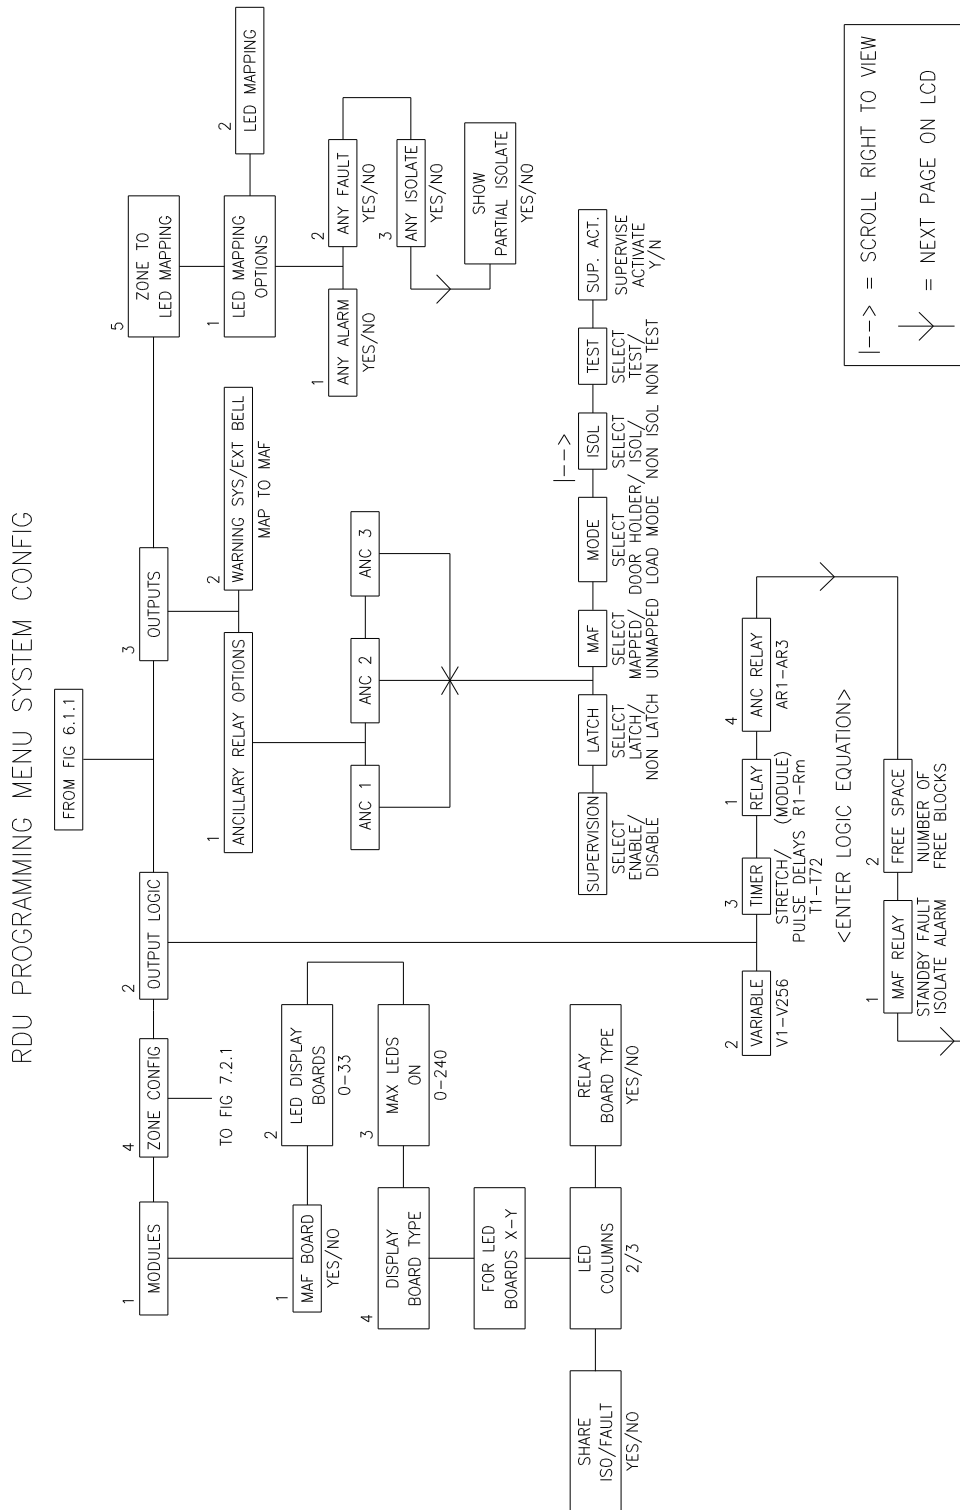 RDU PROGRAMMING MENU SYSTEM CONFIG
FROM FIG 6.1.1
1
MODULES
4
ZONE CONFIG
TO FIG 7.2.1
2
OUTPUT LOGIC
3
OUTPUTS
5
ZONE TO
LED MAPPING
1
MAF BOARD
YES/NO
2
LED DISPLAY
BOARDS
0-33
3
MAX LEDS
ON
0-240
4
DISPLAY
BOARD TYPE
FOR LED
BOARDS X-Y
SHARE
ISO/FAULT
YES/NO
LED
COLUMNS
2/3
RELAY
BOARD TYPE
YES/NO
1
ANCILLARY RELAY OPTIONS
2
WARNING SYS/EXT BELL
MAP TO MAF
ANC 1
ANC 2
ANC 3
SUPERVISION
SELECT
ENABLE/
DISABLE
LATCH
SELECT
LATCH/
NON LATCH
MAF
SELECT
MAPPED/
UNMAPPED
MODE
SELECT
DOOR HOLDER/
LOAD MODE
|-->
ISOL
SELECT
ISOL/
NON ISOL
TEST
SELECT
TEST/
NON TEST
SUP. ACT.
SUPERVISE
ACTIVATE
Y/N
1
LED MAPPING
OPTIONS
2
LED MAPPING
1
ANY ALARM
YES/NO
2
ANY FAULT
YES/NO
3
ANY ISOLATE
YES/NO
SHOW
PARTIAL ISOLATE
YES/NO
2
VARIABLE
V1-V256
3
TIMER
STRETCH/
PULSE DELAYS
T1-T72
1
RELAY
(MODULE)
R1-Rm
4
ANC RELAY
AR1-AR3
<ENTER LOGIC EQUATION>
1
MAF RELAY
STANDBY FAULT
ISOLATE ALARM
2
FREE SPACE
NUMBER OF
FREE BLOCKS
|--> = SCROLL RIGHT TO VIEW
= NEXT PAGE ON LCD